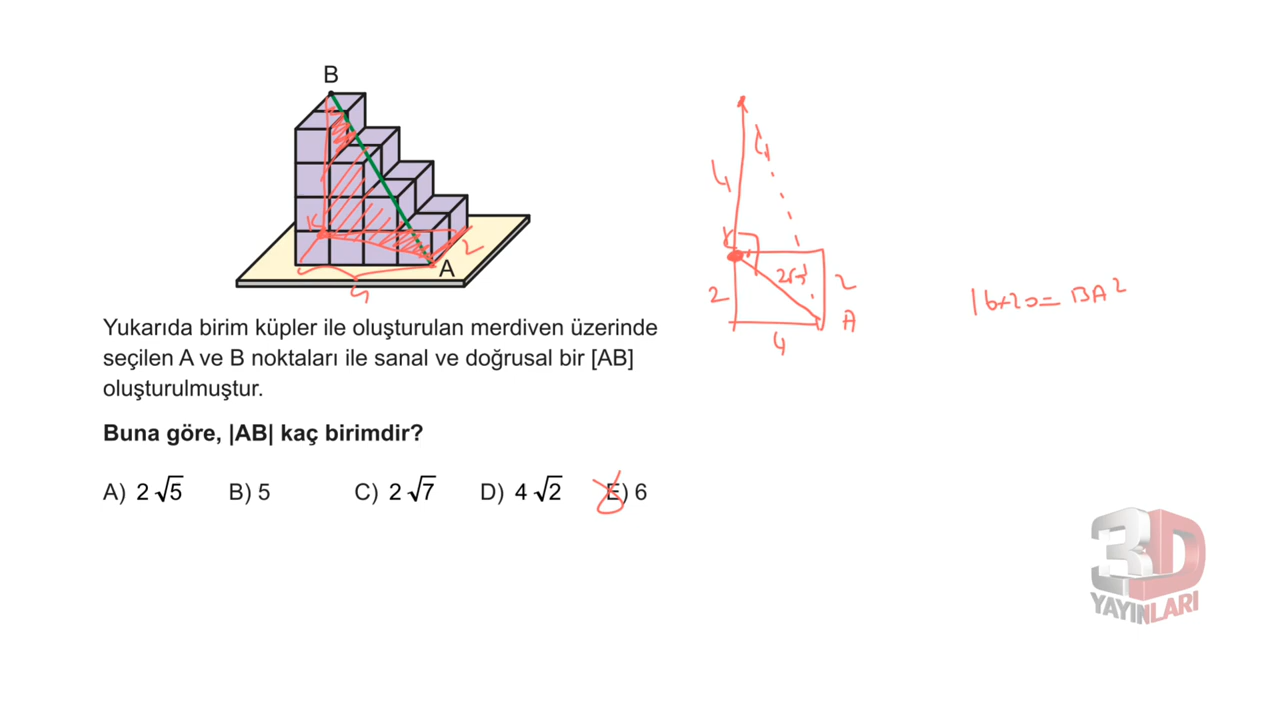 B
K
2
A
4
Yukarıda birim küpler ile oluşturulan merdiven üzerinde
seçilen A ve B noktaları ile sanal ve doğrusal bir [AB]
oluşturulmuştur.
Buna göre, |AB| kaç birimdir?
A) 2√5 B) 5 C) 2√7 D) 4√2 E) 6
4
K
2
2
A
4
16+20=BA²
3D
YAYINLARI